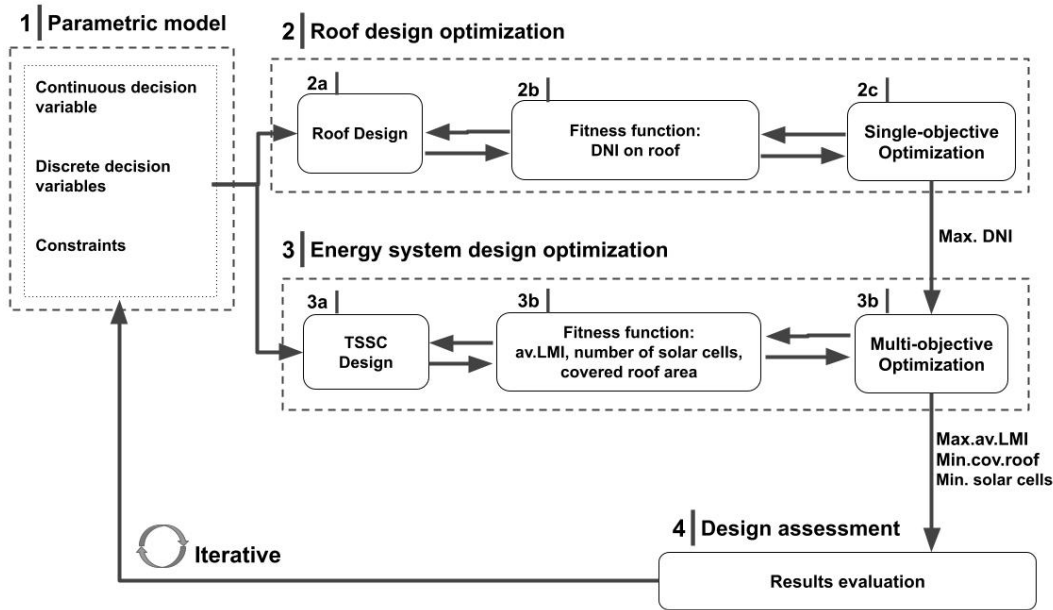 1 Parametric model
Continuous decision
variable
Discrete decision
variables
Constraints
2 Roof design optimization
2a
Roof Design
2b
Fitness function:
DNI on roof
2c
Single-objective
Optimization
Max. DNI
3 Energy system design optimization
3a
TSSC
Design
3b
Fitness function:
av.LMI, number of solar cells,
covered roof area
3b
Multi-objective
Optimization
Max.av.LMI
Min.cov.roof
Min. solar cells
4 Design assessment
Results evaluation
Iterative